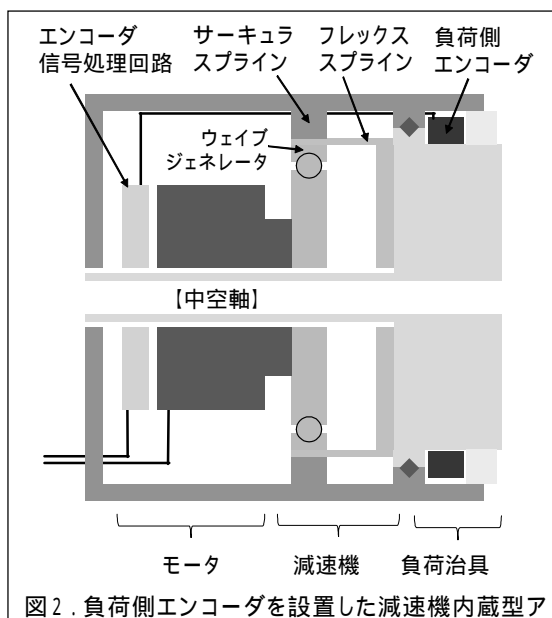 エンコーダ
信号処理回路
サーキュラ
スプライン
フレックス
スプライン
負荷側
エンコーダ
ウェイブ
ジェネレータ
【中空軸】
モータ
減速機
負荷治具
図2．負荷側エンコーダを設置した減速機内蔵型ア